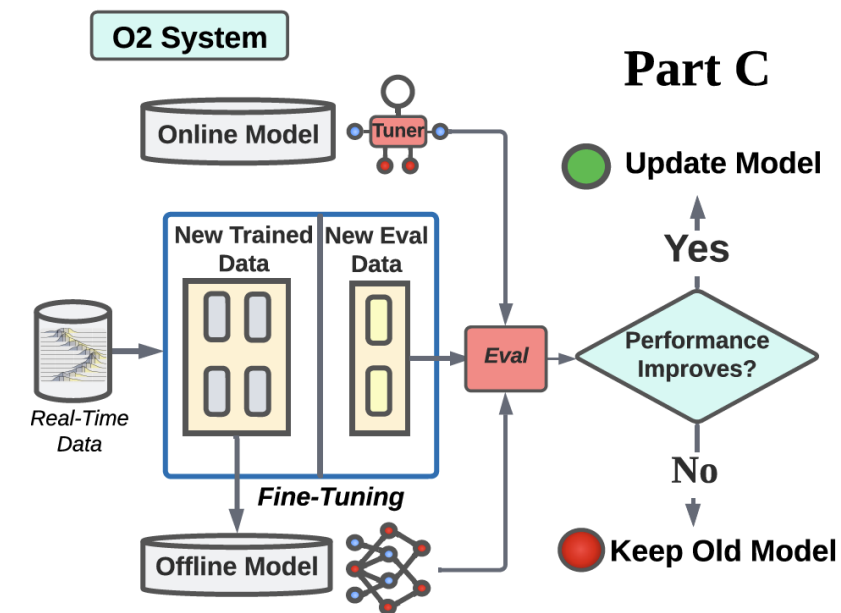 O2 System
Part C
Online Model
Tuner
Update Model
New Trained
Data
New Eval
Data
Yes
Real-Time
Data
Eval
Performance
Improves?
Fine-Tuning
No
Offline Model
Keep Old Model